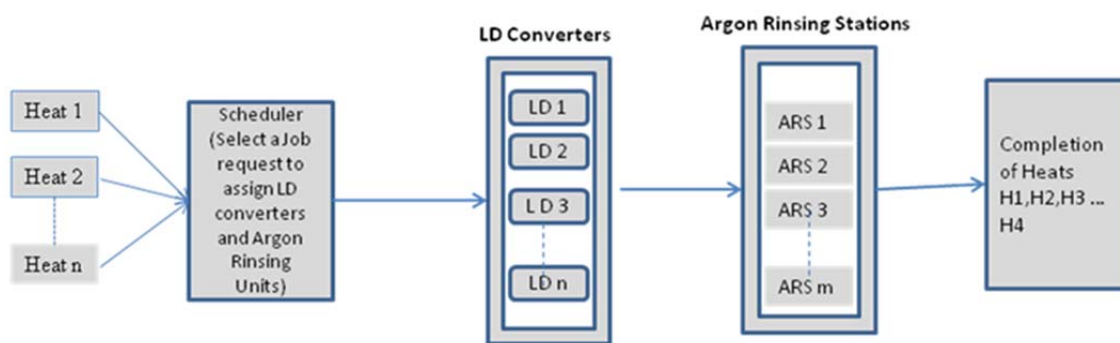 Heat 1
Heat 2
Heat n
Scheduler
(Select a Job
request to
assign LD
converters
and Argon
Rinsing
Units)
LD Converters
LD 1
LD 2
LD 3
LD n
Argon Rinsing Stations
ARS 1
ARS 2
ARS 3
ARS m
Completion
of Heats
H1,H2,H3 ...
H4